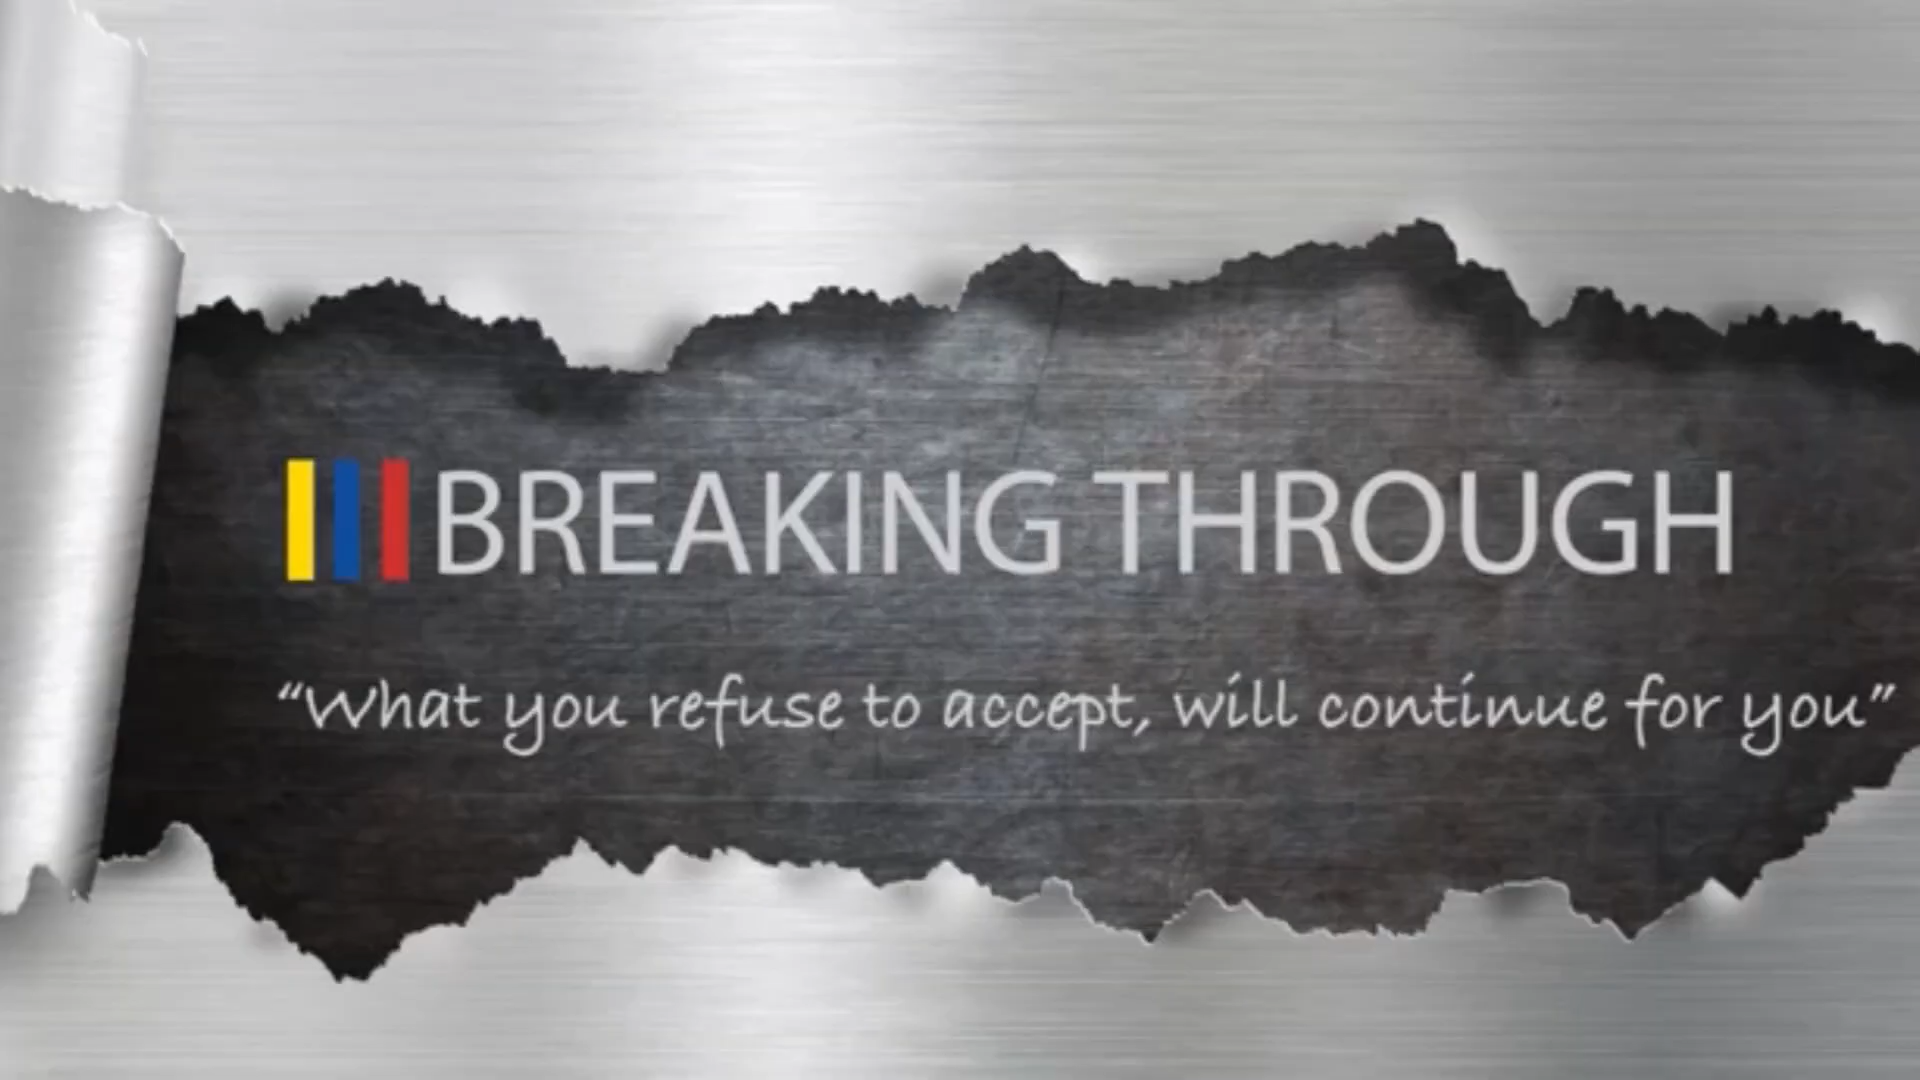 BREAKING THROUGH
“What you refuse to accept, will continue for you”